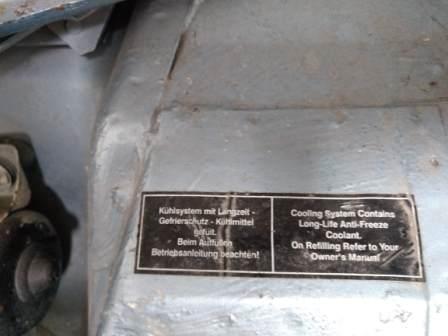 Kühlsystem mit Langzeit -
Gefrierschutz - Kühlmittel
gefüllt.
Beim Auffüllen
Betriebsanleitung beachten!
Cooling System Contains
Long-Life Anti-Freeze
Coolant.
On Refilling Refer to Your
Owner's Manual